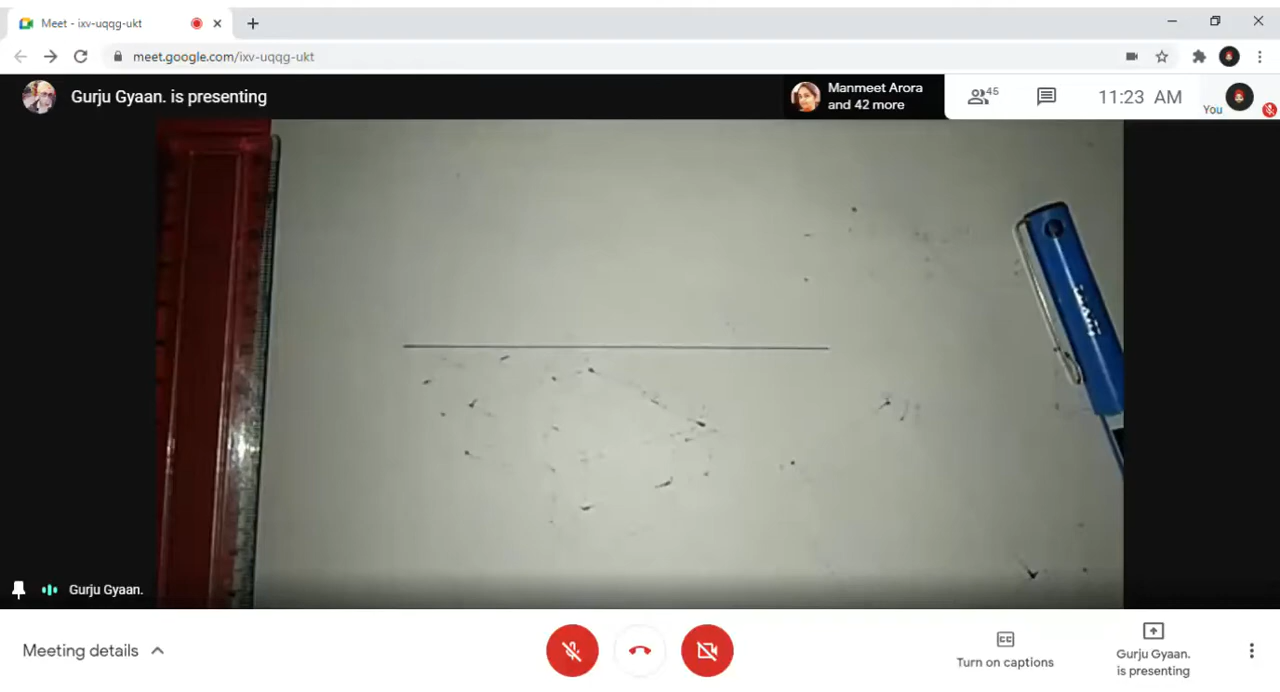 Meet - ixv-uqqg-ukt
meet.google.com/ixv-uqqg-ukt
Gurju Gyaan. is presenting
Manmeet Arora
and 42 more
45
11:23 AM
You
Gurju Gyaan.
Meeting details
Turn on captions
Gurju Gyaan.
is presenting